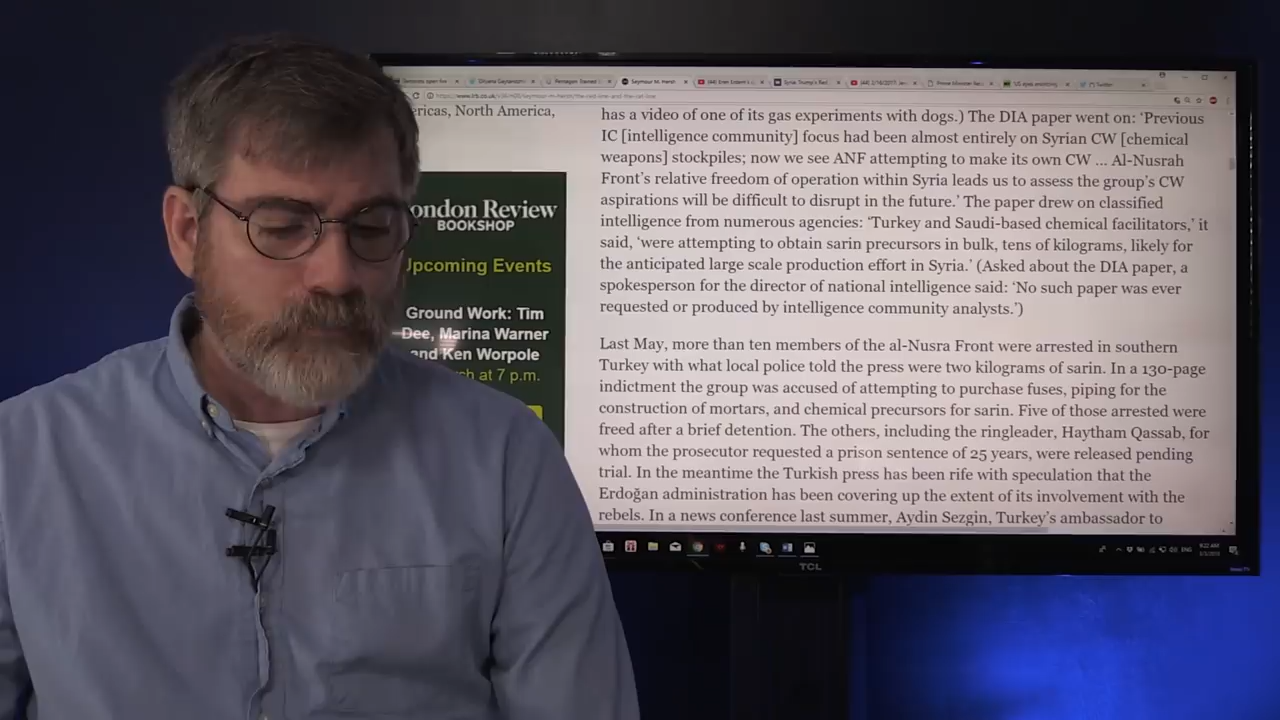 Seymour M. Hersh
Twitter
ericas, North America,
ondon Review
BOOKSHOP
Upcoming Events
Ground Work: Tim
Dee, Marina Warner
and Ken Worpole
at 7 p.m.
has a video of one of its gas experiments with dogs.) The DIA paper went on: ‘Previous
IC [intelligence community] focus had been almost entirely on Syrian CW [chemical
weapons] stockpiles; now we see ANF attempting to make its own CW ... Al-Nusrah
Front’s relative freedom of operation within Syria leads us to assess the group’s CW
aspirations will be difficult to disrupt in the future.’ The paper drew on classified
intelligence from numerous agencies: ‘Turkey and Saudi-based chemical facilitators,’ it
said, ‘were attempting to obtain sarin precursors in bulk, tens of kilograms, likely for
the anticipated large scale production effort in Syria.’ (Asked about the DIA paper, a
spokesperson for the director of national intelligence said: ‘No such paper was ever
requested or produced by intelligence community analysts.’)
Last May, more than ten members of the al-Nusra Front were arrested in southern
Turkey with what local police told the press were two kilograms of sarin. In a 130-page
indictment the group was accused of attempting to purchase fuses, piping for the
construction of mortars, and chemical precursors for sarin. Five of those arrested were
freed after a brief detention. The others, including the ringleader, Haytham Qassab, for
whom the prosecutor requested a prison sentence of 25 years, were released pending
trial. In the meantime the Turkish press has been rife with speculation that the
Erdoğan administration has been covering up the extent of its involvement with the
rebels. In a news conference last summer, Aydin Sezgin, Turkey’s ambassador to
ENG
TCL